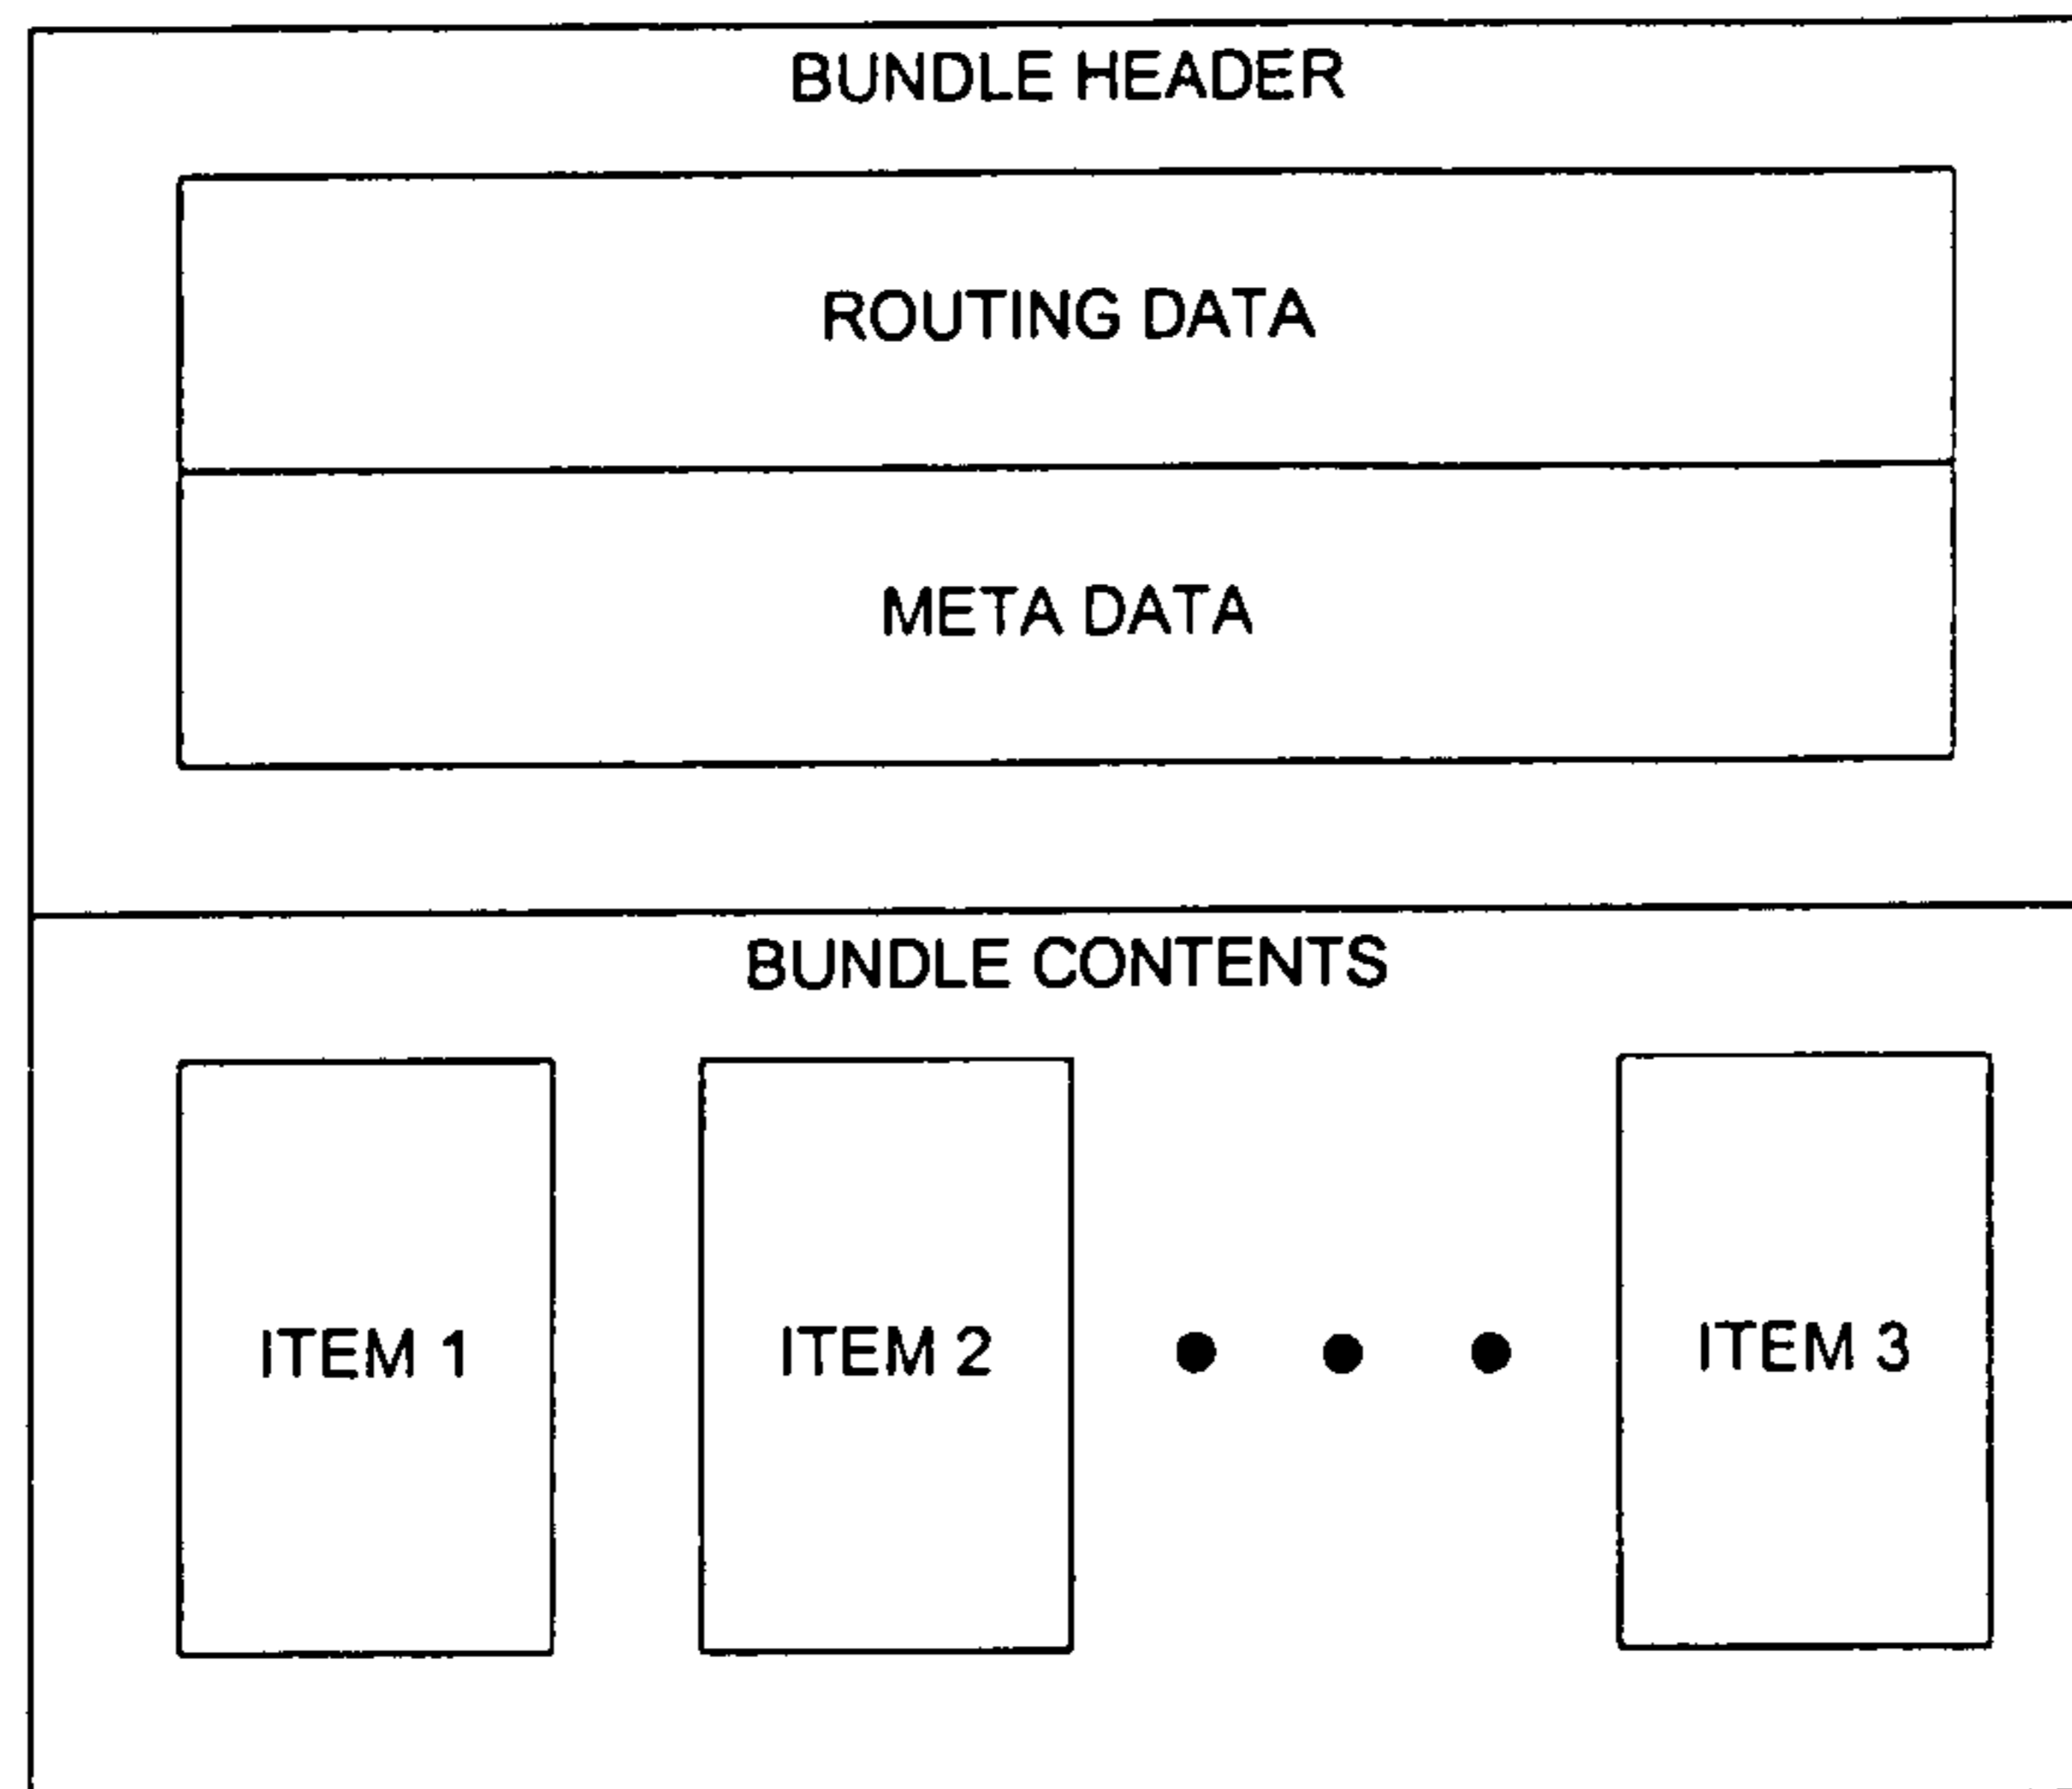 BUNDLE HEADER
ROUTING DATA
META DATA
BUNDLE CONTENTS
ITEM 1
ITEM 2
ITEM 3